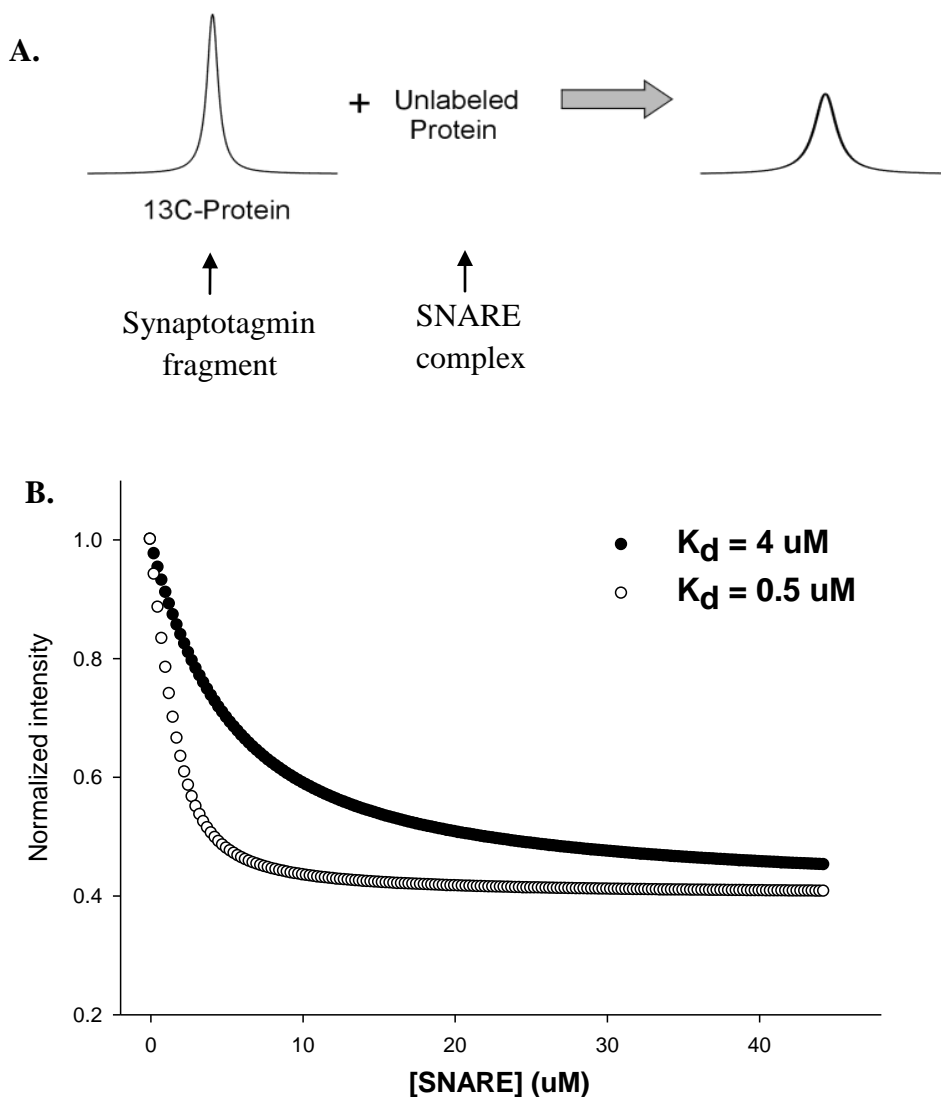 A.
+ Unlabeled
Protein
13C-Protein
Synaptotagmin
fragment
SNARE
complex
B.
Normalized intensity
1.0
0.8
0.6
0.4
0.2
● Kd = 4 uM
○ Kd = 0.5 uM
0 10 20 30 40
[SNARE] (uM)